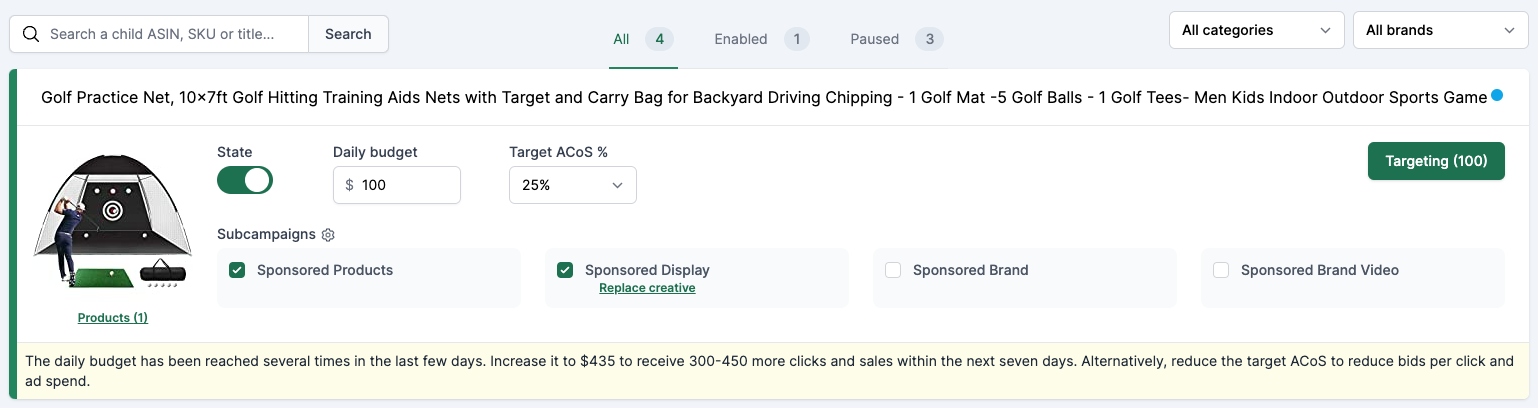 Search a child ASIN, SKU or title...
Search
All 4
Enabled 1
Paused 3
All categories
All brands
Golf Practice Net, 10×7ft Golf Hitting Training Aids Nets with Target and Carry Bag for Backyard Driving Chipping - 1 Golf Mat -5 Golf Balls - 1 Golf Tees- Men Kids Indoor Outdoor Sports Game
State
Daily budget
Target ACoS %
$ 100
25%
Targeting (100)
Subcampaigns
Sponsored Products
Sponsored Display
Replace creative
Sponsored Brand
Sponsored Brand Video
Products (1)
The daily budget has been reached several times in the last few days. Increase it to $435 to receive 300-450 more clicks and sales within the next seven days. Alternatively, reduce the target ACoS to reduce bids per click and
ad spend.